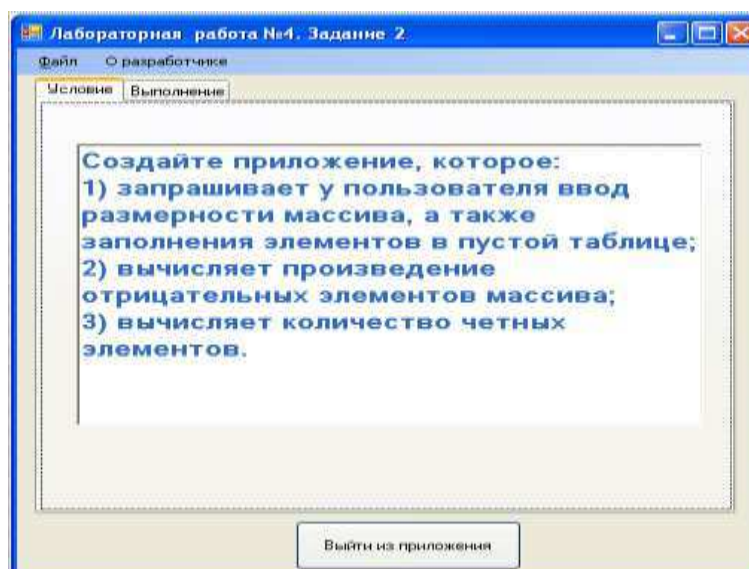 Лабораторная работа №4. Задание 2
Файл О разработчике
Условие Выполнение
Создайте приложение, которое:
1) запрашивает у пользователя ввод
размерности массива, а также
заполнения элементов в пустой таблице;
2) вычисляет произведение
отрицательных элементов массива;
3) вычисляет количество четных
элементов.
Выйти из приложения